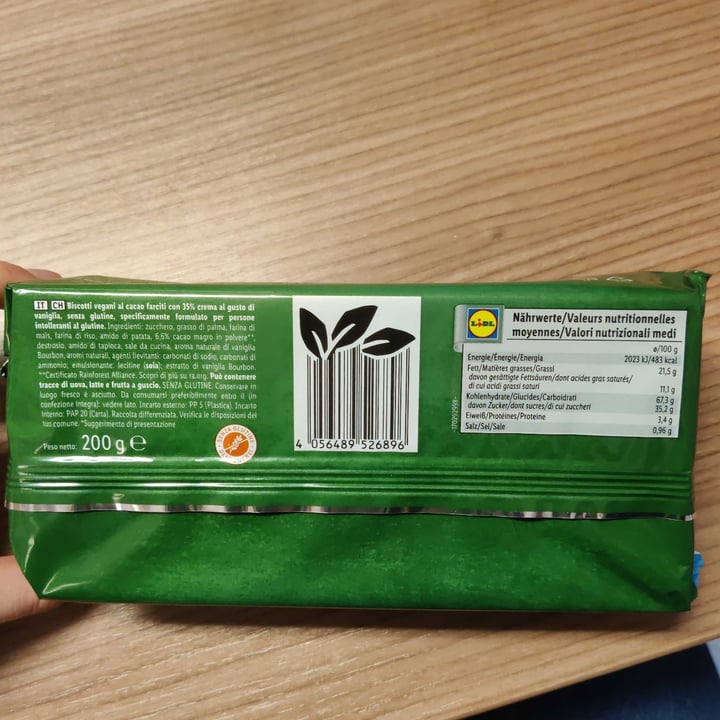 IT CH Biscotti vegani al cacao farciti con 35% crema al gusto di
vaniglia, senza glutine, specificamente formulato per persone
intolleranti al glutine. Ingredienti: zucchero, grasso di palma, farina di
mais, farina di riso, amido di patata, 6,6% cacao magro in polvere**,
destrosio, amido di tapioca, sale da cucina, aroma naturale di vaniglia
Bourbon, aromi naturali, agenti lievitanti: carbonati di sodio, carbonati di
ammonio; emulsionante: lecitine (soia); estratto di vaniglia Bourbon.
**Certificato Rainforest Alliance. Scopri di più su ra.org. Può contenere
tracce di uova, latte e frutta a guscio. SENZA GLUTINE. Conservare in
luogo fresco e asciutto. Da consumarsi preferibilmente entro il (in
confezione integra): vedere lato. Incarto esterno: PP 5 (Plastica). Incarto
interno: PAP 20 (Carta). Raccolta differenziata. Verifica le disposizioni del
tuo comune. *Suggerimento di presentazione
Peso netto: 200 g e
SENZA GLUTINE
4 056489 526896
LIDL
Nährwerte/Valeurs nutritionnelles
moyennes/Valori nutrizionali medi
ø/100 g
Energie/Energie/Energia 2023 kJ/483 kcal
Fett/Matières grasses/Grassi 21,5 g
davon gesättigte Fettsäuren/dont acides gras saturés/
di cui acidi grassi saturi 11,1 g
Kohlenhydrate/Glucides/Carboidrati 67,3 g
davon Zucker/dont sucres/di cui zuccheri 35,2 g
Eiweiß/Protéines/Proteine 3,4 g
Salz/Sel/Sale 0,96 g